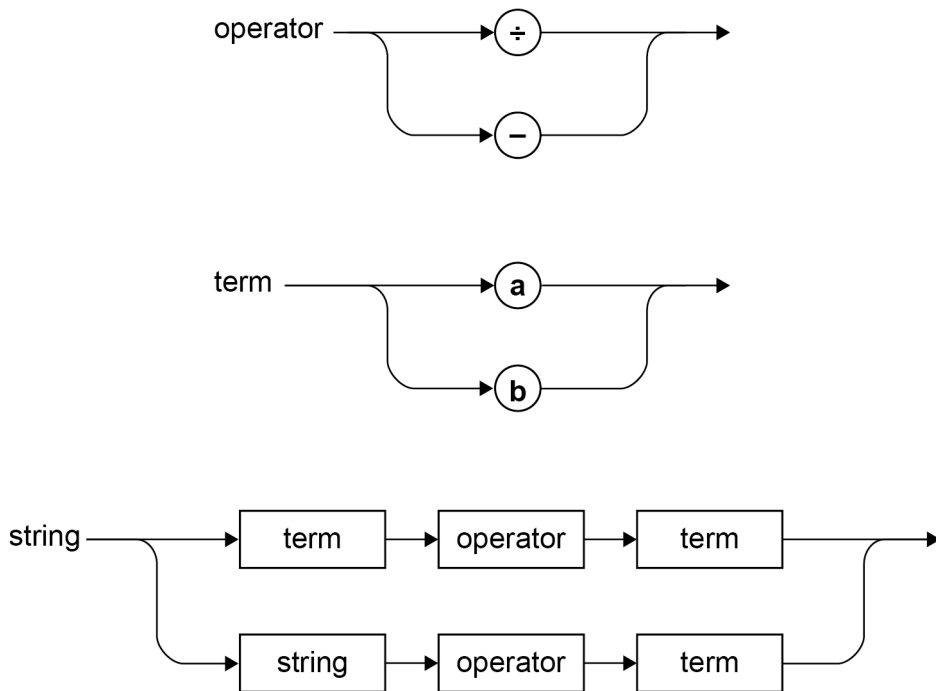 operator ÷
−
term a
b
string term operator term
string operator term